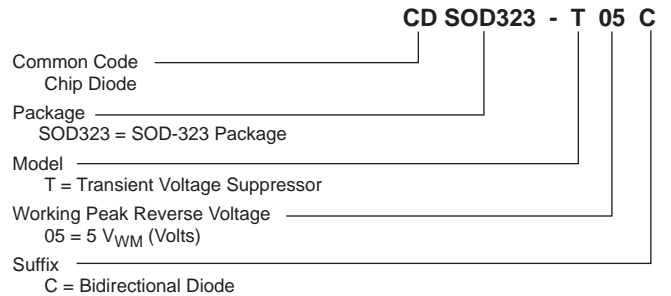 CD SOD323 - T 05 C
Common Code
Chip Diode
Package
SOD323 = SOD-323 Package
Model
T = Transient Voltage Suppressor
Working Peak Reverse Voltage
05 = 5 VWM (Volts)
Suffix
C = Bidirectional Diode